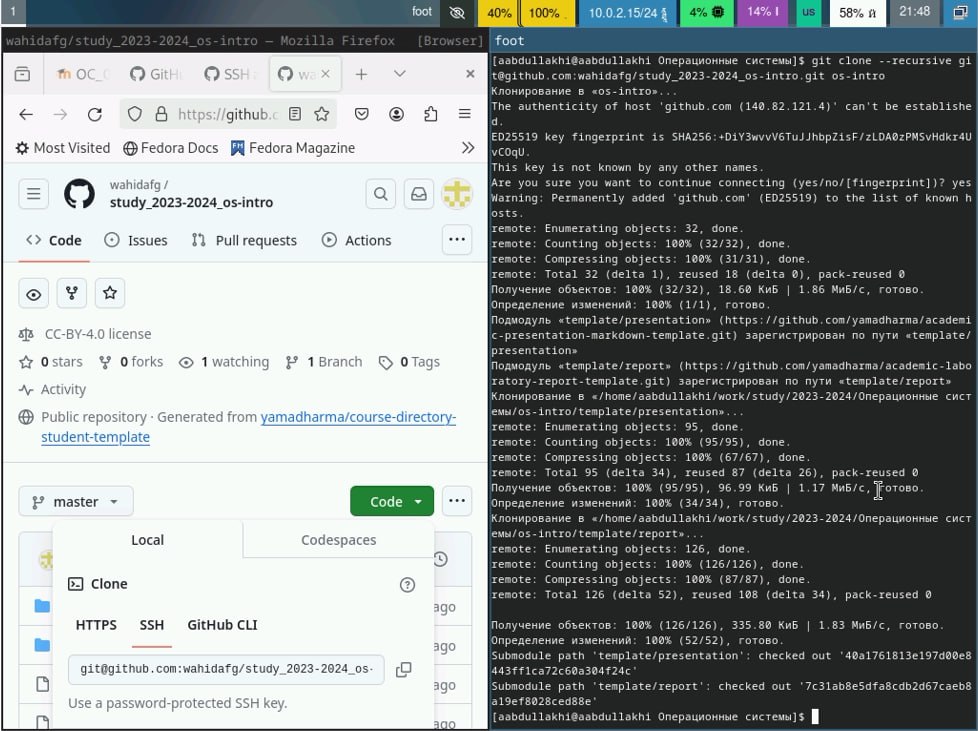 1
foot
40%
100%
10.0.2.15/24
4%
14%
us
58%
21:48
wahidafg/study_2023-2024_os-intro — Mozilla Firefox
[Browser]
OC_
GitH
SSH
wa
https://github.c
Most Visited
Fedora Docs
Fedora Magazine
wahidafg /
study_2023-2024_os-intro
Code
Issues
Pull requests
Actions
CC-BY-4.0 license
0 stars
0 forks
1 watching
1 Branch
0 Tags
Activity
Public repository · Generated from yamadharma/course-directory-
student-template
master
Code
Local
Codespaces
Clone
HTTPS
SSH
GitHub CLI
git@github.com:wahidafg/study_2023-2024_os-
Use a password-protected SSH key.
ago
ago
ago
ago
foot
[aabdullakhi@aabdullakhi Операционные системы]$ git clone --recursive gi
t@github.com:wahidafg/study_2023-2024_os-intro.git os-intro
Клонирование в «os-intro»...
The authenticity of host 'github.com (140.82.121.4)' can't be establishe
d.
ED25519 key fingerprint is SHA256:+DiY3wvvV6TuJJhbpZisF/zLDA0zPMSvHdkr4U
vCOqU.
This key is not known by any other names.
Are you sure you want to continue connecting (yes/no/[fingerprint])? yes
Warning: Permanently added 'github.com' (ED25519) to the list of known h
osts.
remote: Enumerating objects: 32, done.
remote: Counting objects: 100% (32/32), done.
remote: Compressing objects: 100% (31/31), done.
remote: Total 32 (delta 1), reused 18 (delta 0), pack-reused 0
Получение объектов: 100% (32/32), 18.60 КиБ | 1.86 МиБ/с, готово.
Определение изменений: 100% (1/1), готово.
Подмодуль «template/presentation» (https://github.com/yamadharma/academi
c-presentation-markdown-template.git) зарегистрирован по пути «template/
presentation»
Подмодуль «template/report» (https://github.com/yamadharma/academic-labo
ratory-report-template.git) зарегистрирован по пути «template/report»
Клонирование в «/home/aabdullakhi/work/study/2023-2024/Операционные сист
емы/os-intro/template/presentation»...
remote: Enumerating objects: 95, done.
remote: Counting objects: 100% (95/95), done.
remote: Compressing objects: 100% (67/67), done.
remote: Total 95 (delta 34), reused 87 (delta 26), pack-reused 0
Получение объектов: 100% (95/95), 96.99 КиБ | 1.17 МиБ/с, готово.
Определение изменений: 100% (34/34), готово.
Клонирование в «/home/aabdullakhi/work/study/2023-2024/Операционные сист
емы/os-intro/template/report»...
remote: Enumerating objects: 126, done.
remote: Counting objects: 100% (126/126), done.
remote: Compressing objects: 100% (87/87), done.
remote: Total 126 (delta 52), reused 108 (delta 34), pack-reused 0
Получение объектов: 100% (126/126), 335.80 КиБ | 1.83 МиБ/с, готово.
Определение изменений: 100% (52/52), готово.
Submodule path 'template/presentation': checked out '40a1761813e197d00e8
443ff1ca72c60a304f24c'
Submodule path 'template/report': checked out '7c31ab8e5dfa8cdb2d67caeb8
a19ef8028ced88e'
[aabdullakhi@aabdullakhi Операционные системы]$